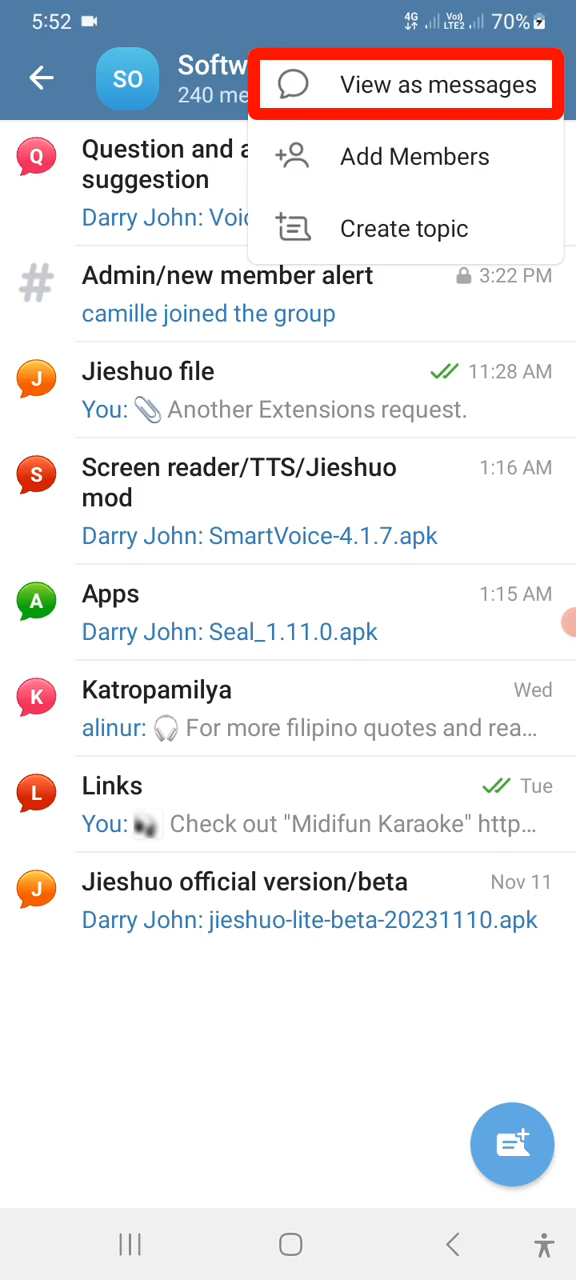 5:52
4G Vo)) LTE2 70%
SO
Softw
240 me
View as messages
Add Members
Create topic
Q
Question and a
suggestion
Darry John: Voic
#
Admin/new member alert 3:22 PM
camille joined the group
J
Jieshuo file 11:28 AM
You: Another Extensions request.
S
Screen reader/TTS/Jieshuo 1:16 AM
mod
Darry John: SmartVoice-4.1.7.apk
A
Apps 1:15 AM
Darry John: Seal_1.11.0.apk
K
Katropamilya Wed
alinur: 🎧 For more filipino quotes and rea...
L
Links Tue
You: Check out "Midifun Karaoke" http...
J
Jieshuo official version/beta Nov 11
Darry John: jieshuo-lite-beta-20231110.apk